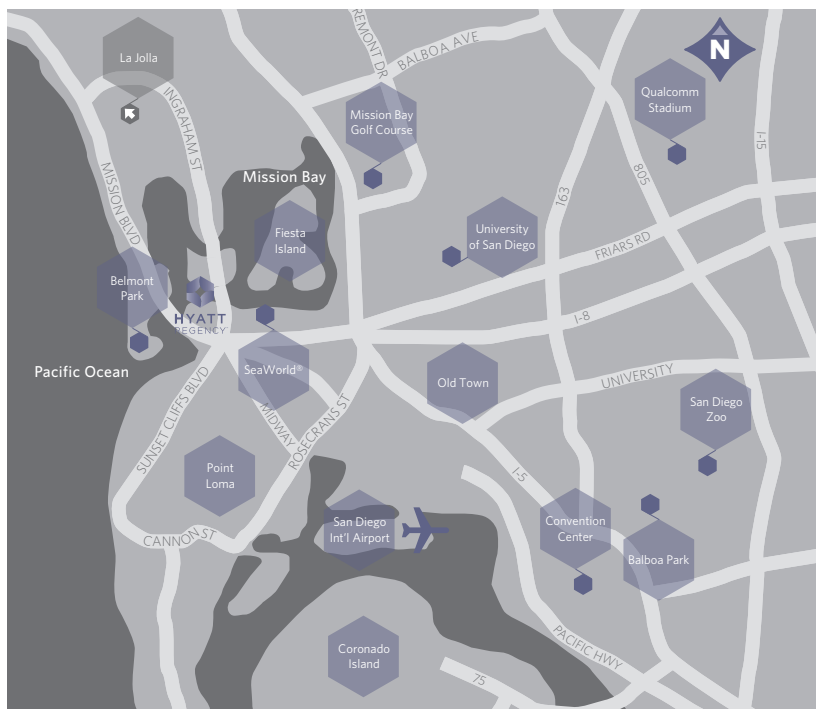 La Jolla
REMONT DR
BALBOA AVE
N
Qualcomm
Stadium
Mission Bay
Golf Course
INGRAHAM ST
I-15
MISSION BLVD
Mission Bay
805
163
Fiesta
Island
University
of San Diego
FRIARS RD
Belmont
Park
HYATT
REGENCY
I-8
Pacific Ocean
SeaWorld®
Old Town
UNIVERSITY
San Diego
Zoo
SUNSET CLIFFS BLVD
MIDWAY
ROSECRANS ST
Point
Loma
I-5
San Diego
Int'l Airport
Convention
Center
CANNON ST
Balboa Park
Coronado
Island
PACIFIC HWY
75